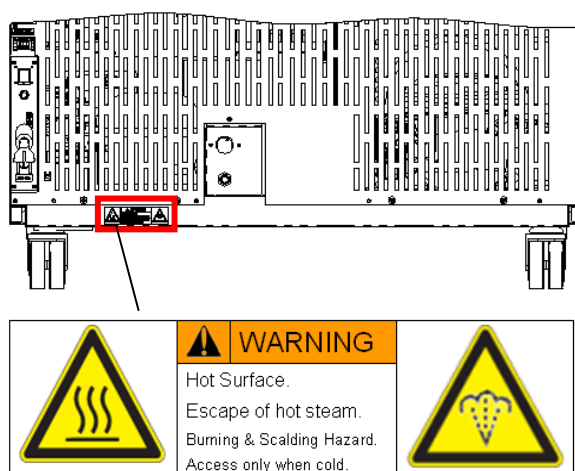 WARNING
Hot Surface.
Escape of hot steam.
Burning & Scalding Hazard.
Access only when cold.